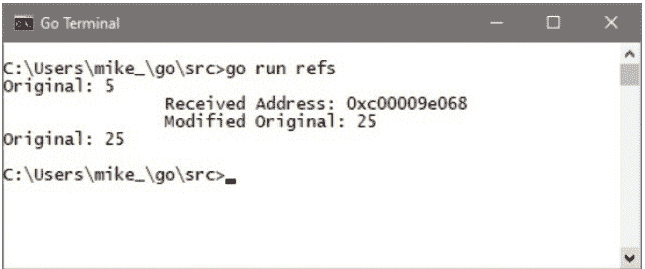 Go Terminal
C:\Users\mike_\go\src>go run refs
Original: 5
Received Address: 0xc00009e068
Modified Original: 25
Original: 25
C:\Users\mike_\go\src>